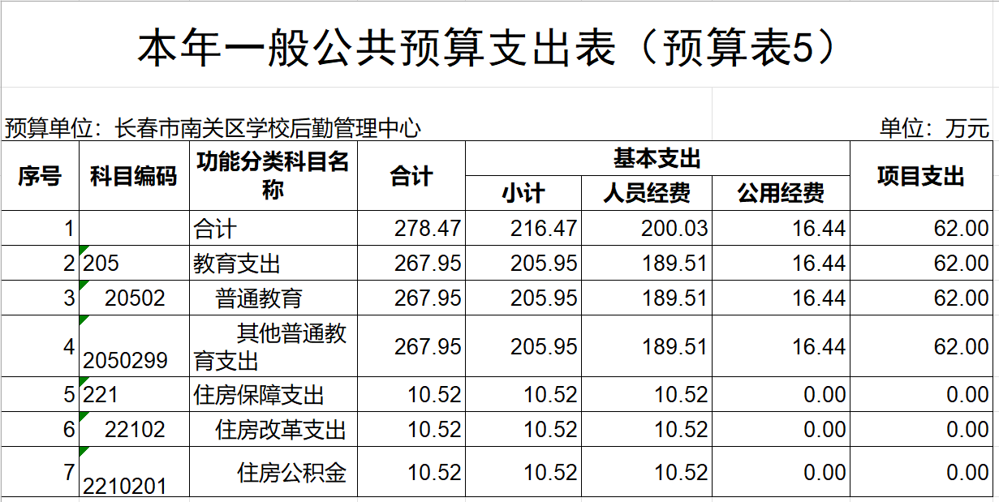 本年一般公共预算支出表（预算表5）
预算单位：长春市南关区学校后勤管理中心 单位：万元
序号 科目编码 功能分类科目名称 合计 基本支出 项目支出
小计 人员经费 公用经费
1 合计 278.47 216.47 200.03 16.44 62.00
2 205 教育支出 267.95 205.95 189.51 16.44 62.00
3 20502 普通教育 267.95 205.95 189.51 16.44 62.00
4 2050299 其他普通教育支出 267.95 205.95 189.51 16.44 62.00
5 221 住房保障支出 10.52 10.52 10.52 0.00 0.00
6 22102 住房改革支出 10.52 10.52 10.52 0.00 0.00
7 2210201 住房公积金 10.52 10.52 10.52 0.00 0.00